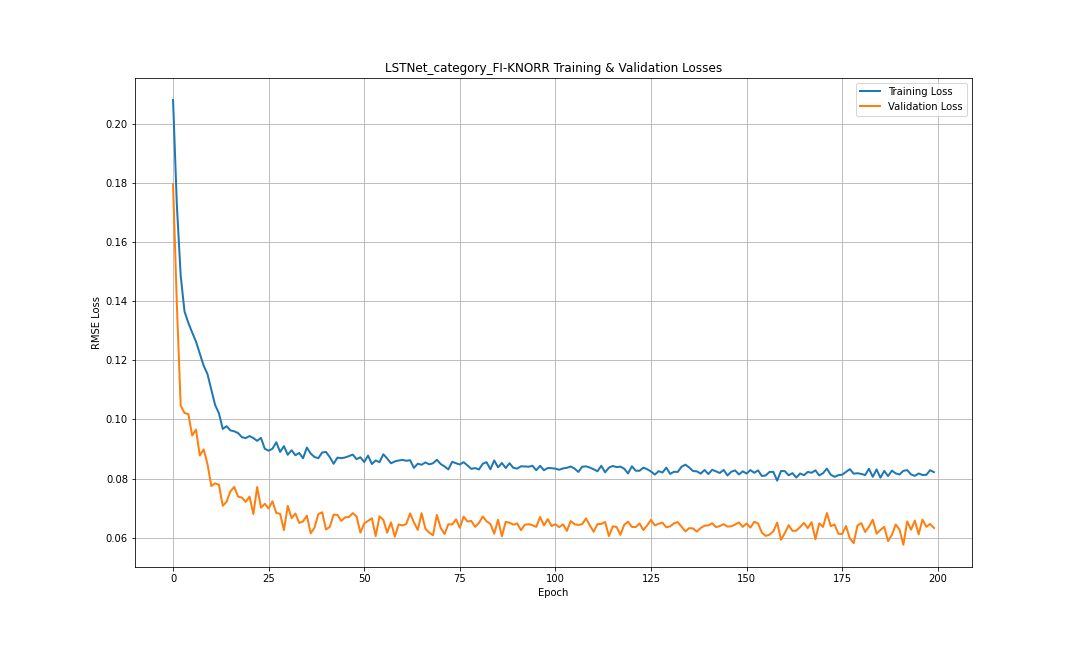 LSTNet_category_FI-KNORR Training & Validation Losses
Training Loss
Validation Loss
RMSE Loss
0.20
0.18
0.16
0.14
0.12
0.10
0.08
0.06
0 25 50 75 100 125 150 175 200
Epoch